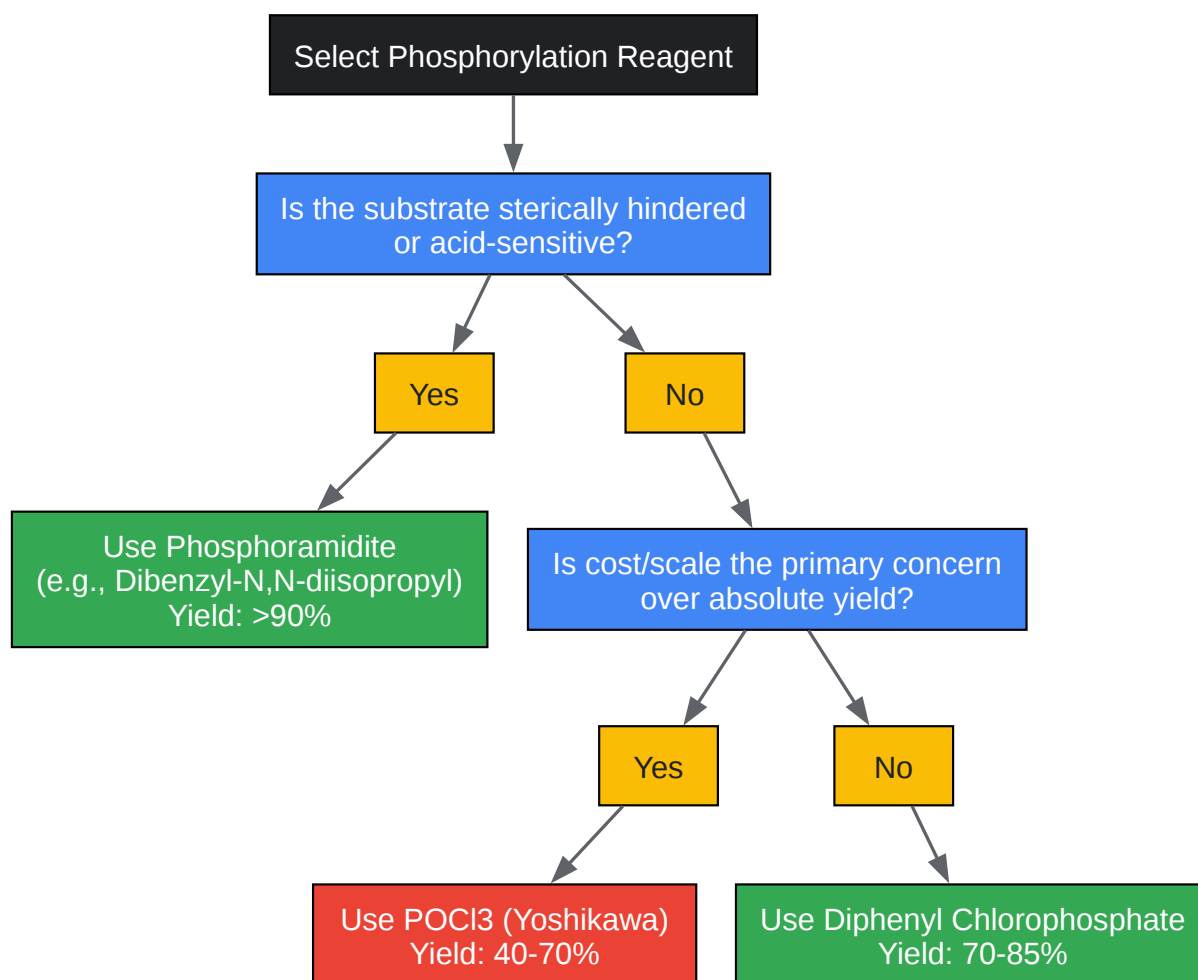 Select Phosphorylation Reagent
Is the substrate sterically hindered
or acid-sensitive?
Yes
No
Use Phosphoramidite
(e.g., Dibenzyl-N,N-diisopropyl)
Yield: >90%
Is cost/scale the primary concern
over absolute yield?
Yes
No
Use POCl3 (Yoshikawa)
Yield: 40-70%
Use Diphenyl Chlorophosphate
Yield: 70-85%